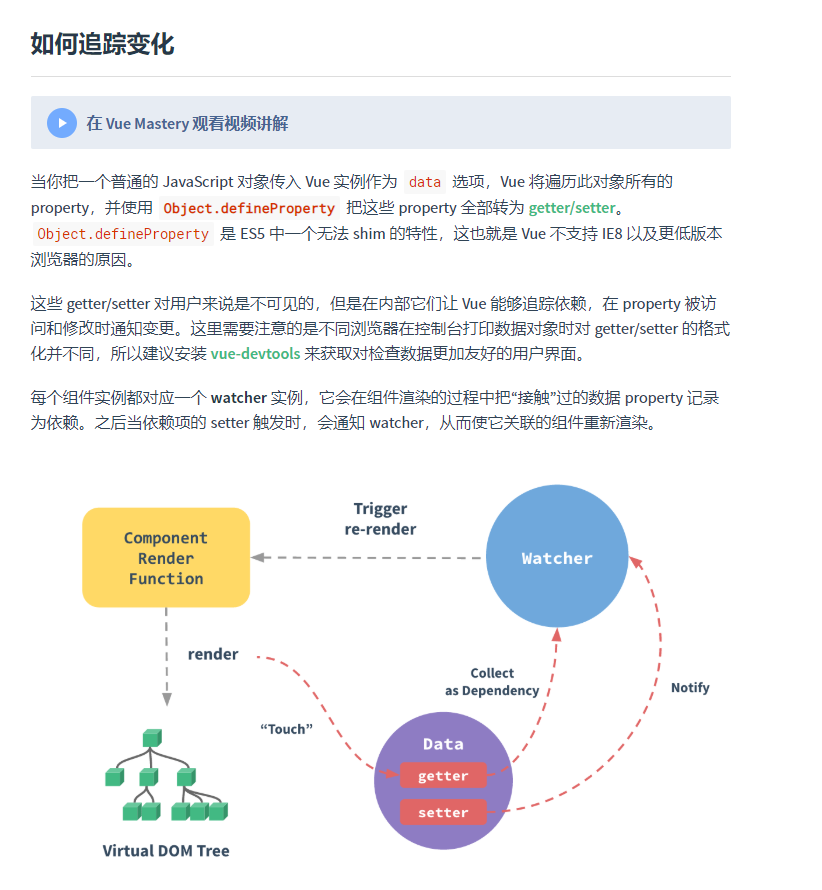 如何追踪变化
在 Vue Mastery 观看视频讲解
当你把一个普通的 JavaScript 对象传入 Vue 实例作为 data 选项，Vue 将遍历此对象所有的
property，并使用 Object.defineProperty 把这些 property 全部转为 getter/setter。
Object.defineProperty 是 ES5 中一个无法 shim 的特性，这也就是 Vue 不支持 IE8 以及更低版本
浏览器的原因。
这些 getter/setter 对用户来说是不可见的，但是在内部它们让 Vue 能够追踪依赖，在 property 被访
问和修改时通知变更。这里需要注意的是不同浏览器在控制台打印数据对象时对 getter/setter 的格式
化并不同，所以建议安装 vue-devtools 来获取对检查数据更加友好的用户界面。
每个组件实例都对应一个 watcher 实例，它会在组件渲染的过程中把“接触”过的数据 property 记录
为依赖。之后当依赖项的 setter 触发时，会通知 watcher，从而使它关联的组件重新渲染。
Trigger
re-render
Component
Render
Function
Watcher
render
Collect
as Dependency
Notify
“Touch”
Data
getter
setter
Virtual DOM Tree